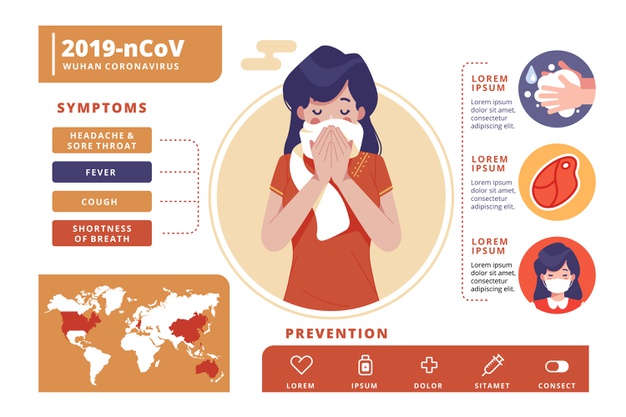 2019-nCoV
WUHAN CORONAVIRUS
SYMPTOMS
HEADACHE &
SORE THROAT
FEVER
COUGH
SHORTNESS
OF BREATH
LOREM
IPSUM
Lorem ipsum
dolor sit amet,
consectetur
adipiscing elit.
LOREM
IPSUM
Lorem ipsum
dolor sit amet,
consectetur
adipiscing elit.
LOREM
IPSUM
Lorem ipsum
dolor sit amet,
consectetur
adipiscing elit.
PREVENTION
LOREM
IPSUM
DOLOR
SITAMET
CONSECT